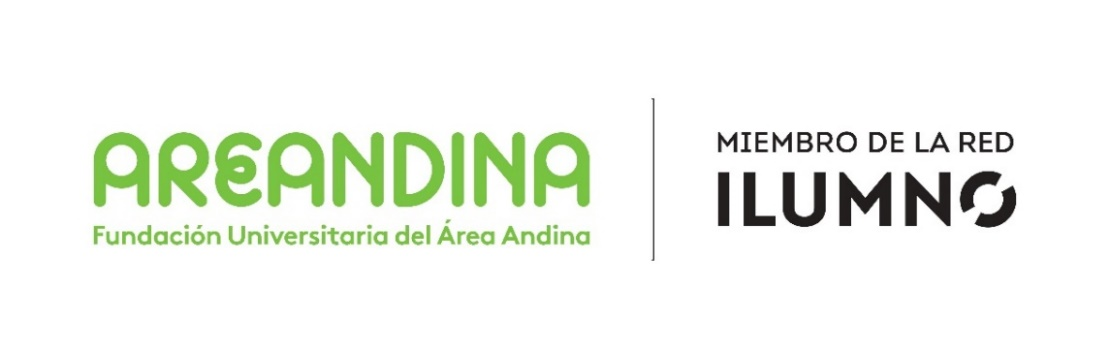 AREANDINA
Fundación Universitaria del Área Andina
MIEMBRO DE LA RED
ILUMNO